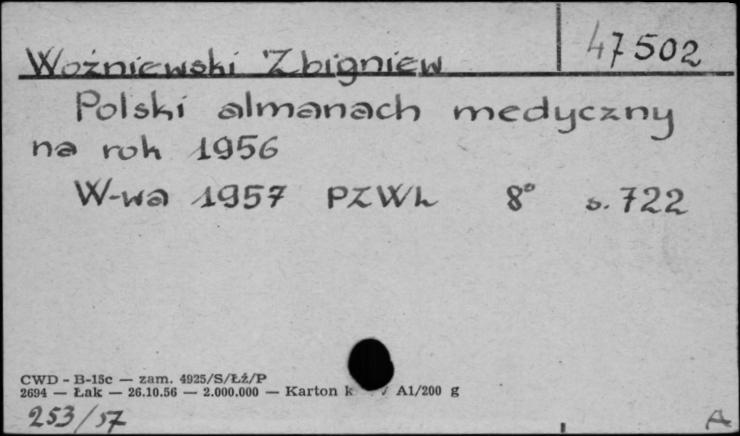 Woźniewski Zbigniew
47502
Polski almanach medyczny
na rok 1956
W-wa 1957 PZWL 8° s. 722
CWD - B-15c — zam. 4925/S/ŁŻ/P
2694 — Łak — 26.10.56 — 2.000.000 — Karton k V A1/200 g
253/57
A